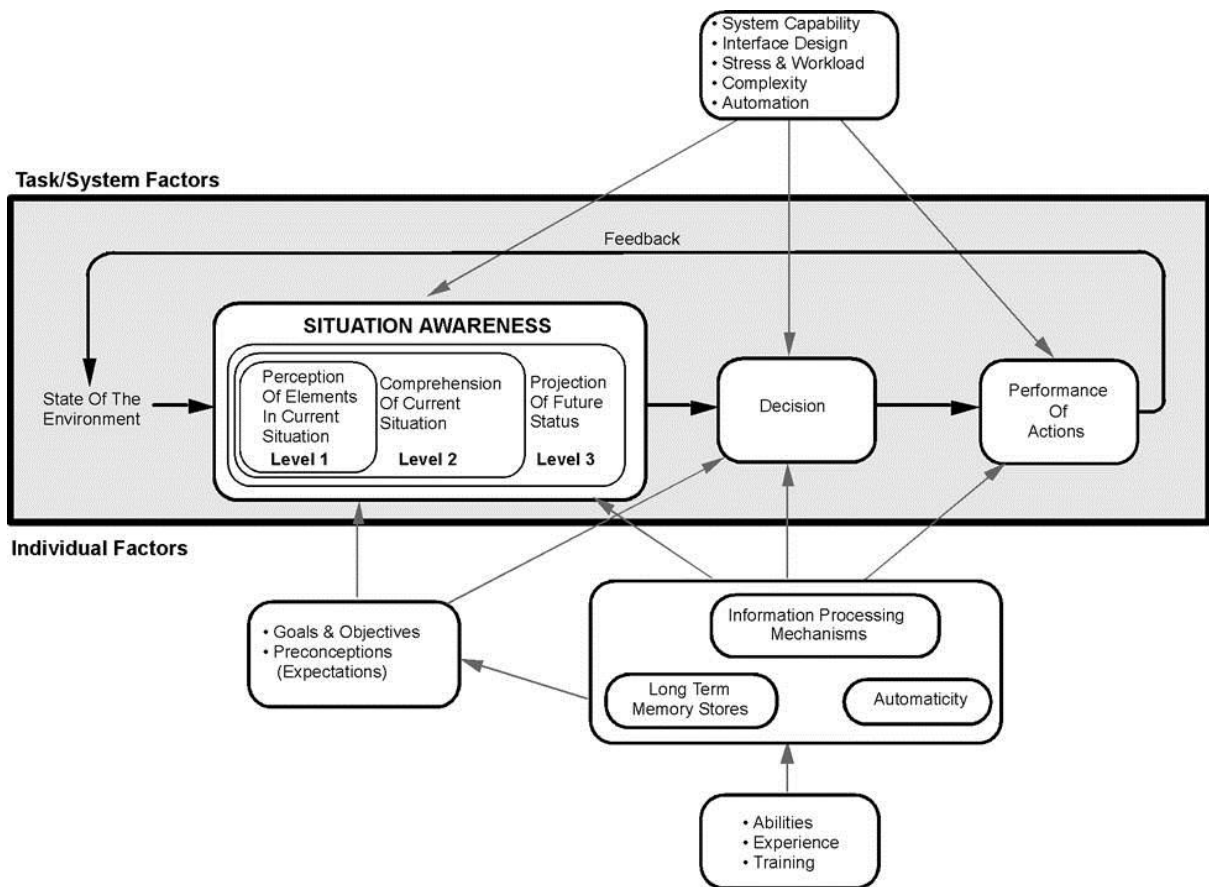 • System Capability
• Interface Design
• Stress & Workload
• Complexity
• Automation
Task/System Factors
Feedback
SITUATION AWARENESS
State Of The
Environment
Perception
Of Elements
In Current
Situation
Level 1
Comprehension
Of Current
Situation
Level 2
Projection
Of Future
Status
Level 3
Decision
Performance
Of
Actions
Individual Factors
• Goals & Objectives
• Preconceptions
(Expectations)
Information Processing
Mechanisms
Long Term
Memory Stores
Automaticity
• Abilities
• Experience
• Training